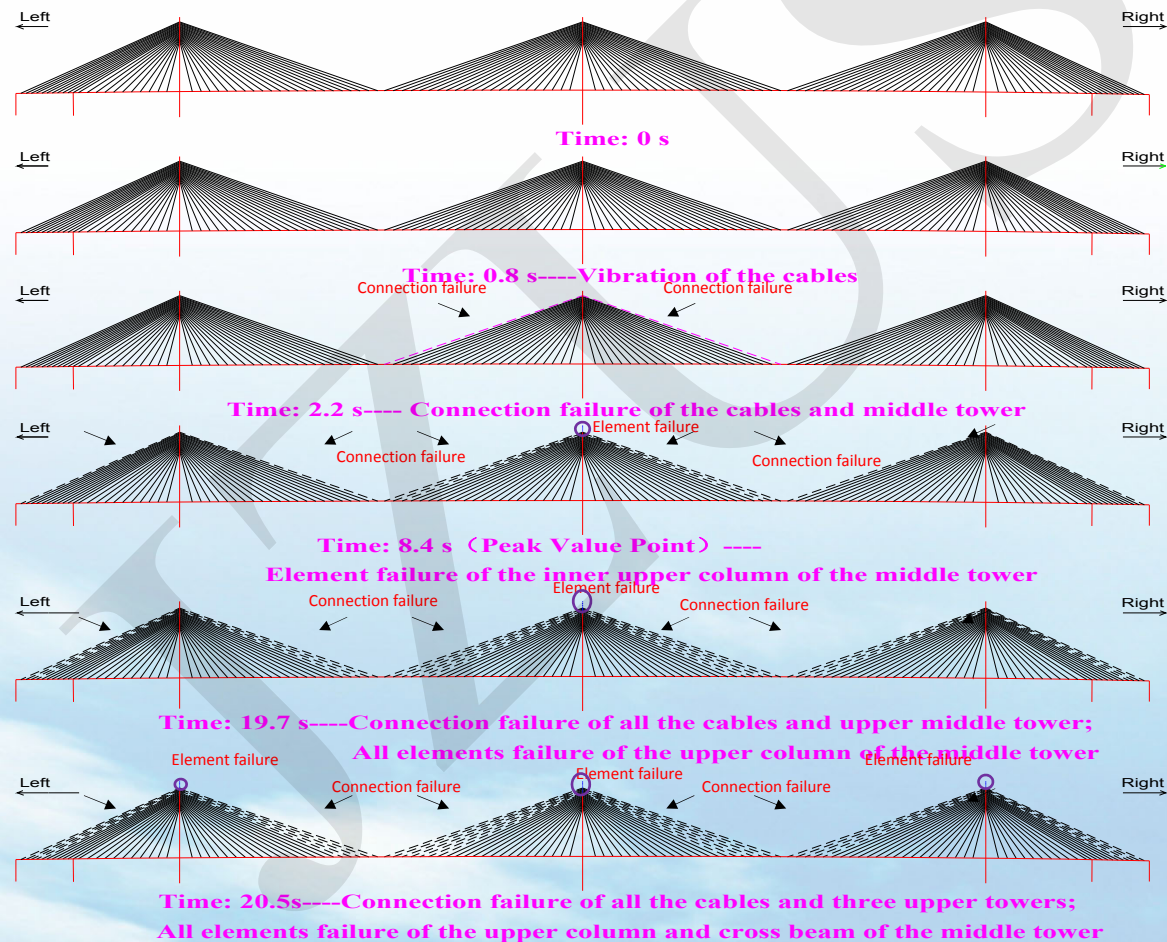 Left
Right
Time: 0 s
Left
Right
Time: 0.8 s----Vibration of the cables
Left
Connection failure
Connection failure
Right
Time: 2.2 s---- Connection failure of the cables and middle tower
Left
Element failure
Right
Connection failure
Connection failure
Time: 8.4 s（Peak Value Point） ----
Element failure of the inner upper column of the middle tower
Left
Connection failure
Element failure
Connection failure
Right
Time: 19.7 s----Connection failure of all the cables and upper middle tower;
All elements failure of the upper column of the middle tower
Element failure
Element failure
Element failure
Left
Connection failure
Connection failure
Right
Time: 20.5s----Connection failure of all the cables and three upper towers;
All elements failure of the upper column and cross beam of the middle tower
JZUS